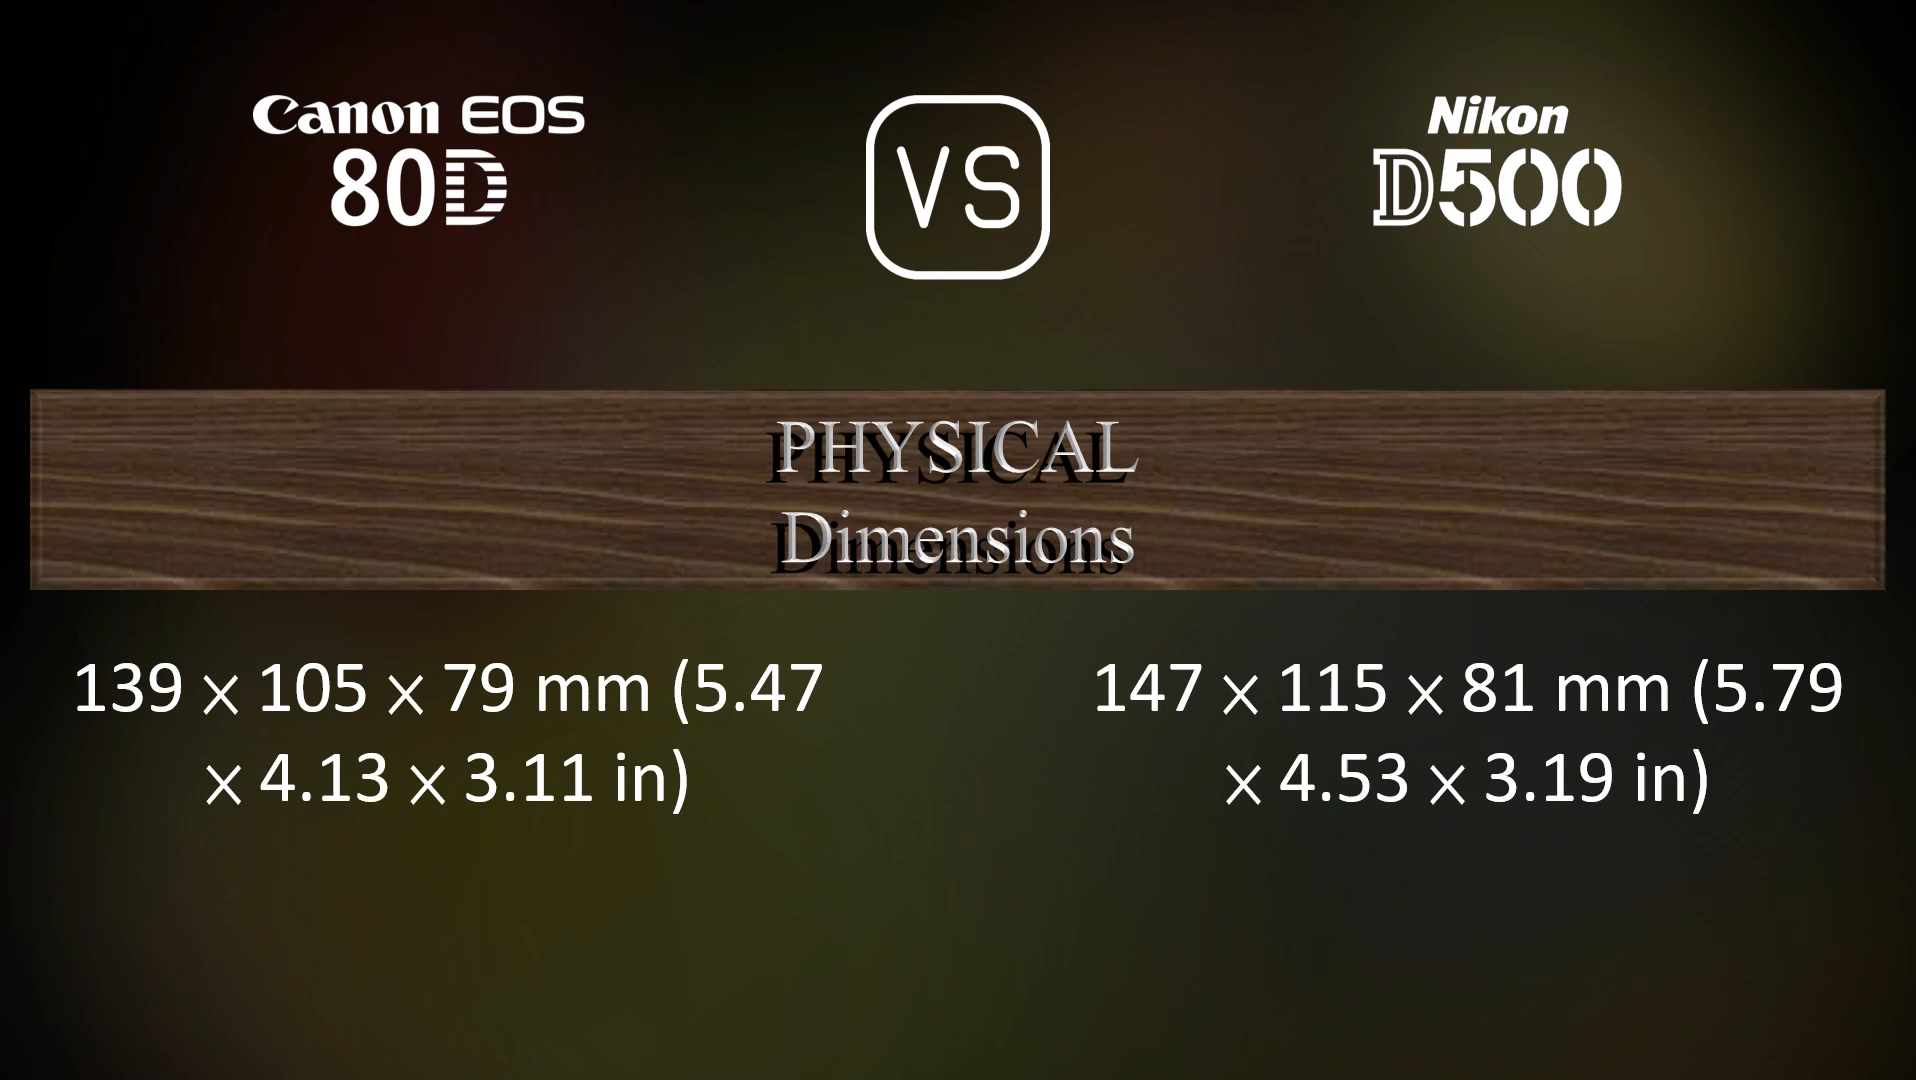 Canon EOS
80D
VS
Nikon
D500
PHYSICAL
Dimensions
139 x 105 x 79 mm (5.47
x 4.13 x 3.11 in)
147 x 115 x 81 mm (5.79
x 4.53 x 3.19 in)